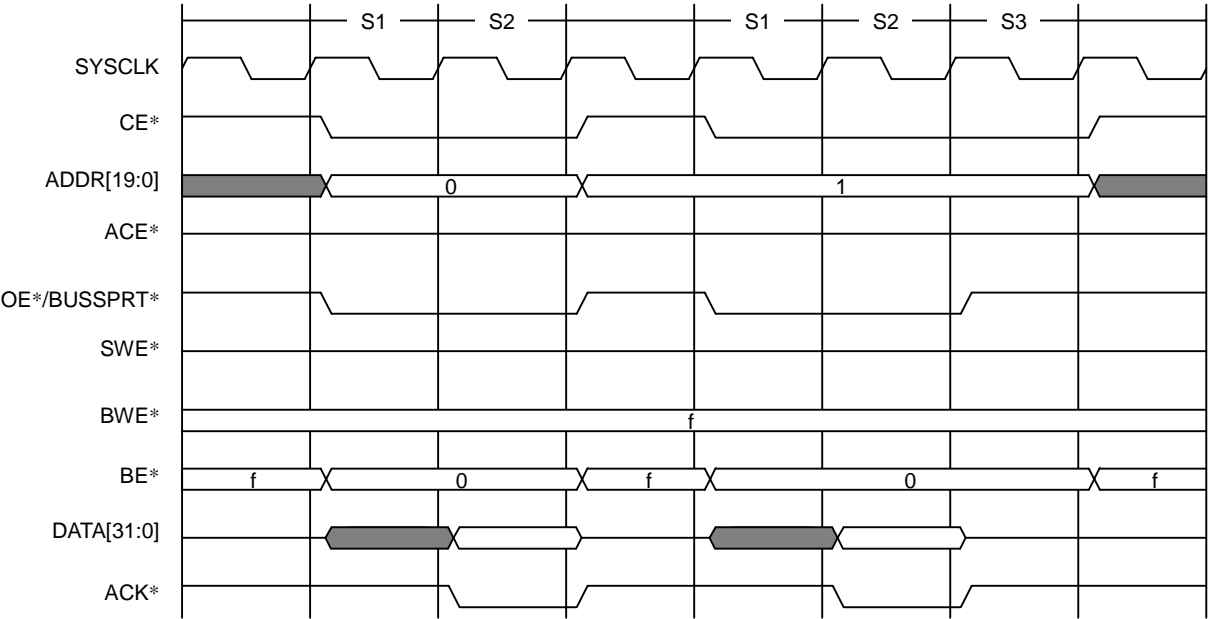 S1 S2 S1 S2 S3
SYSCLK
CE*
ADDR[19:0] 0 1
ACE*
OE*/BUSSPRT*
SWE*
BWE* f
BE* f 0 f 0 f
DATA[31:0]
ACK*